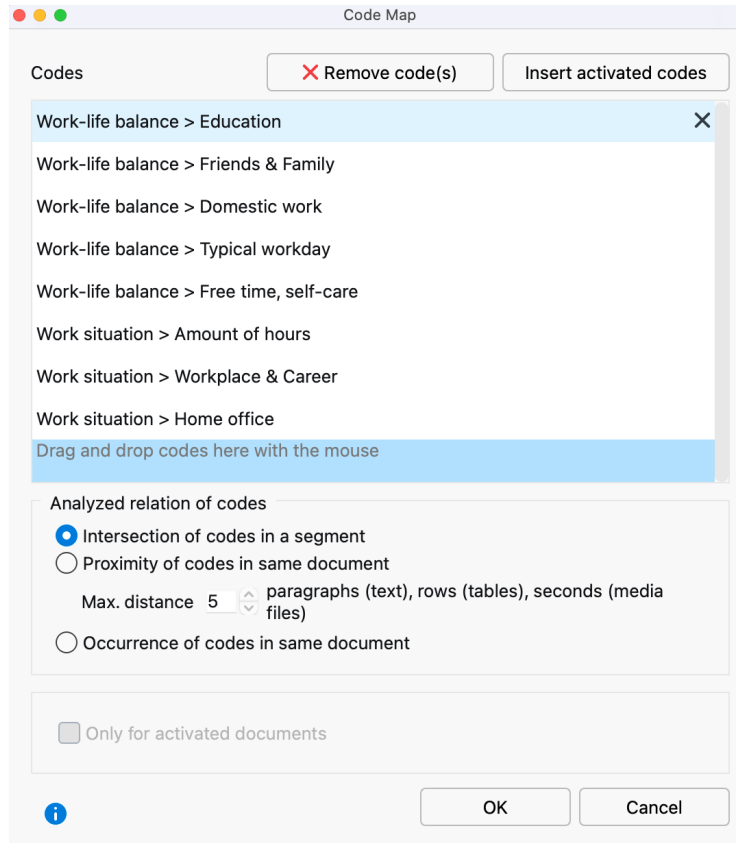 Code Map
Codes
Remove code(s)
Insert activated codes
Work-life balance > Education
Work-life balance > Friends & Family
Work-life balance > Domestic work
Work-life balance > Typical workday
Work-life balance > Free time, self-care
Work situation > Amount of hours
Work situation > Workplace & Career
Work situation > Home office
Drag and drop codes here with the mouse
Analyzed relation of codes
Intersection of codes in a segment
Proximity of codes in same document
Max. distance 5 paragraphs (text), rows (tables), seconds (media
files)
Occurrence of codes in same document
Only for activated documents
OK
Cancel